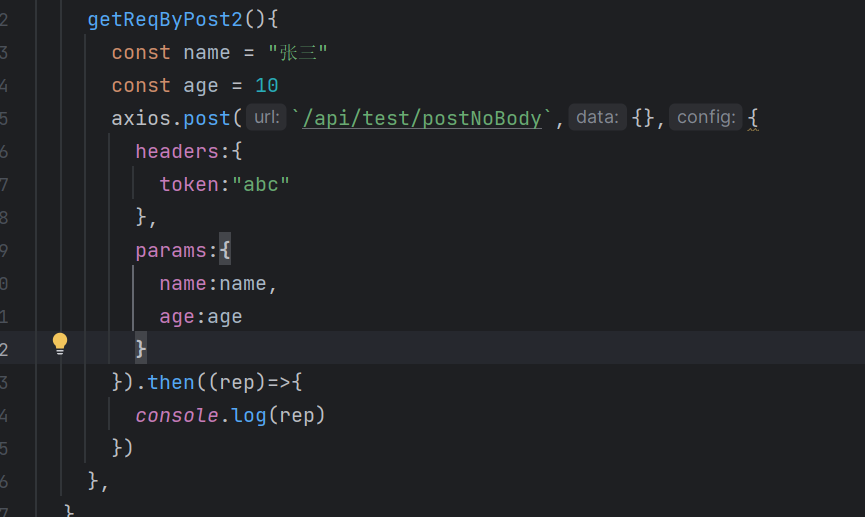 2 getReqByPost2(){
3 const name = "张三"
4 const age = 10
5 axios.post( url: `/api/test/postNoBody`, data: {}, config: {
6 headers:{
7 token:"abc"
8 },
9 params:{
0 name:name,
1 age:age
2 }
3 }).then((rep)=>{
4 console.log(rep)
5 })
6 },
7 }